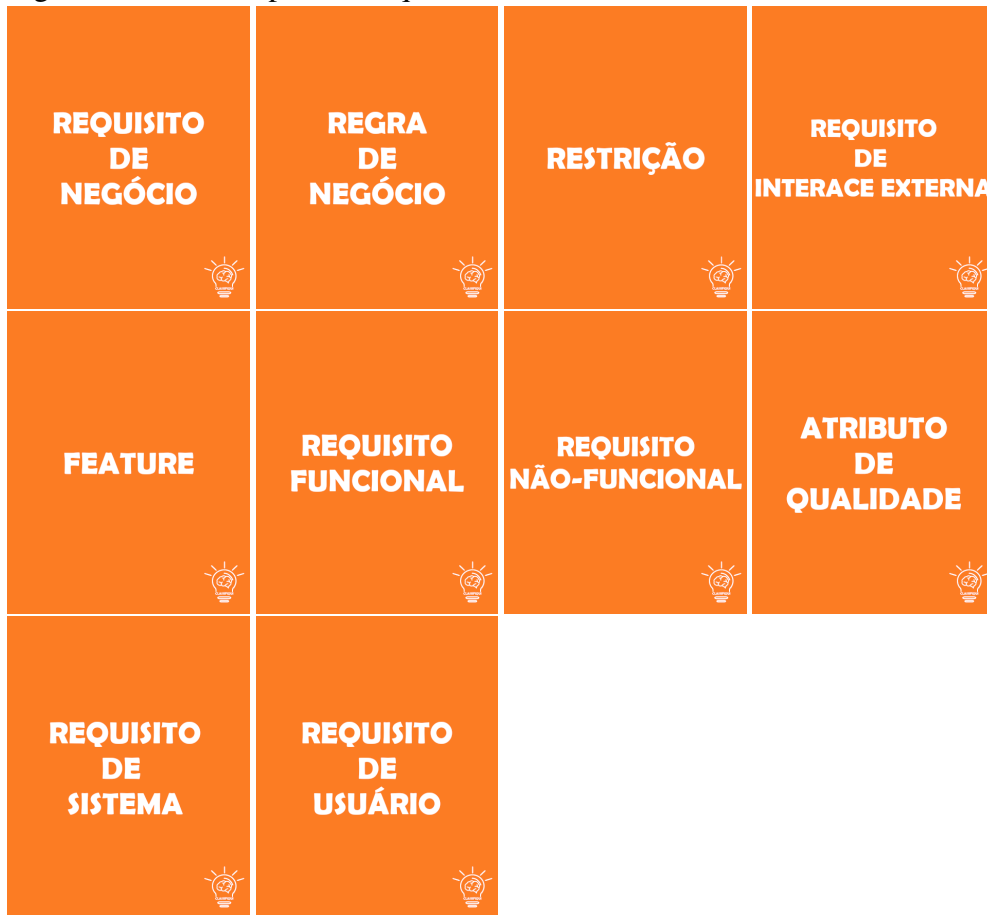 REQUISITO
DE
NEGÓCIO
REGRA
DE
NEGÓCIO
RESTRIÇÃO
REQUISITO
DE
INTERACE EXTERNA
FEATURE
REQUISITO
FUNCIONAL
REQUISITO
NÃO-FUNCIONAL
ATRIBUTO
DE
QUALIDADE
REQUISITO
DE
SISTEMA
REQUISITO
DE
USUÁRIO